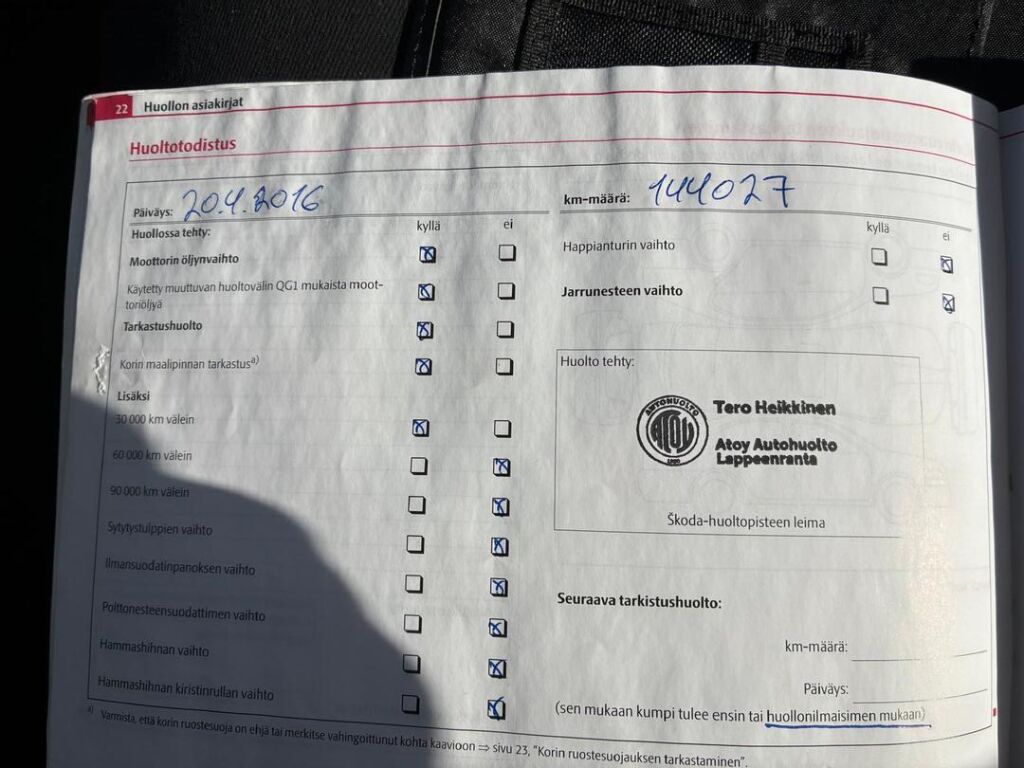 22 Huollon asiakirjat
Huoltotodistus
Päiväys: 20.4.2016
km-määrä: 144027
Huollossa tehty: kyllä ei
Moottorin öljynvaihto
Käytetty muuttuvan huoltovälin QG1 mukaista moot-
toriöljyä
Tarkastushuolto
Korin maalipinnan tarkastus a)
Lisäksi
30 000 km välein
60 000 km välein
90 000 km välein
Sytytystulppien vaihto
Ilmansuodatinpanoksen vaihto
Polttonesteensuodattimen vaihto
Hammashihnan vaihto
Hammashihnan kiristinrullan vaihto
kyllä ei
Happianturin vaihto
Jarrunesteen vaihto
Huolto tehty:
AUTOHUOLTO
ATOY
Tero Heikkinen
Atoy Autohuolto
Lappeenranta
Škoda-huoltopisteen leima
Seuraava tarkistushuolto:
km-määrä:
Päiväys:
(sen mukaan kumpi tulee ensin tai huollonilmaisimen mukaan)
a) Varmista, että korin ruostesuoja on ehjä tai merkitse vahingoittunut kohta kaavioon ⇒ sivu 23, "Korin ruostesuojauksen tarkastaminen".